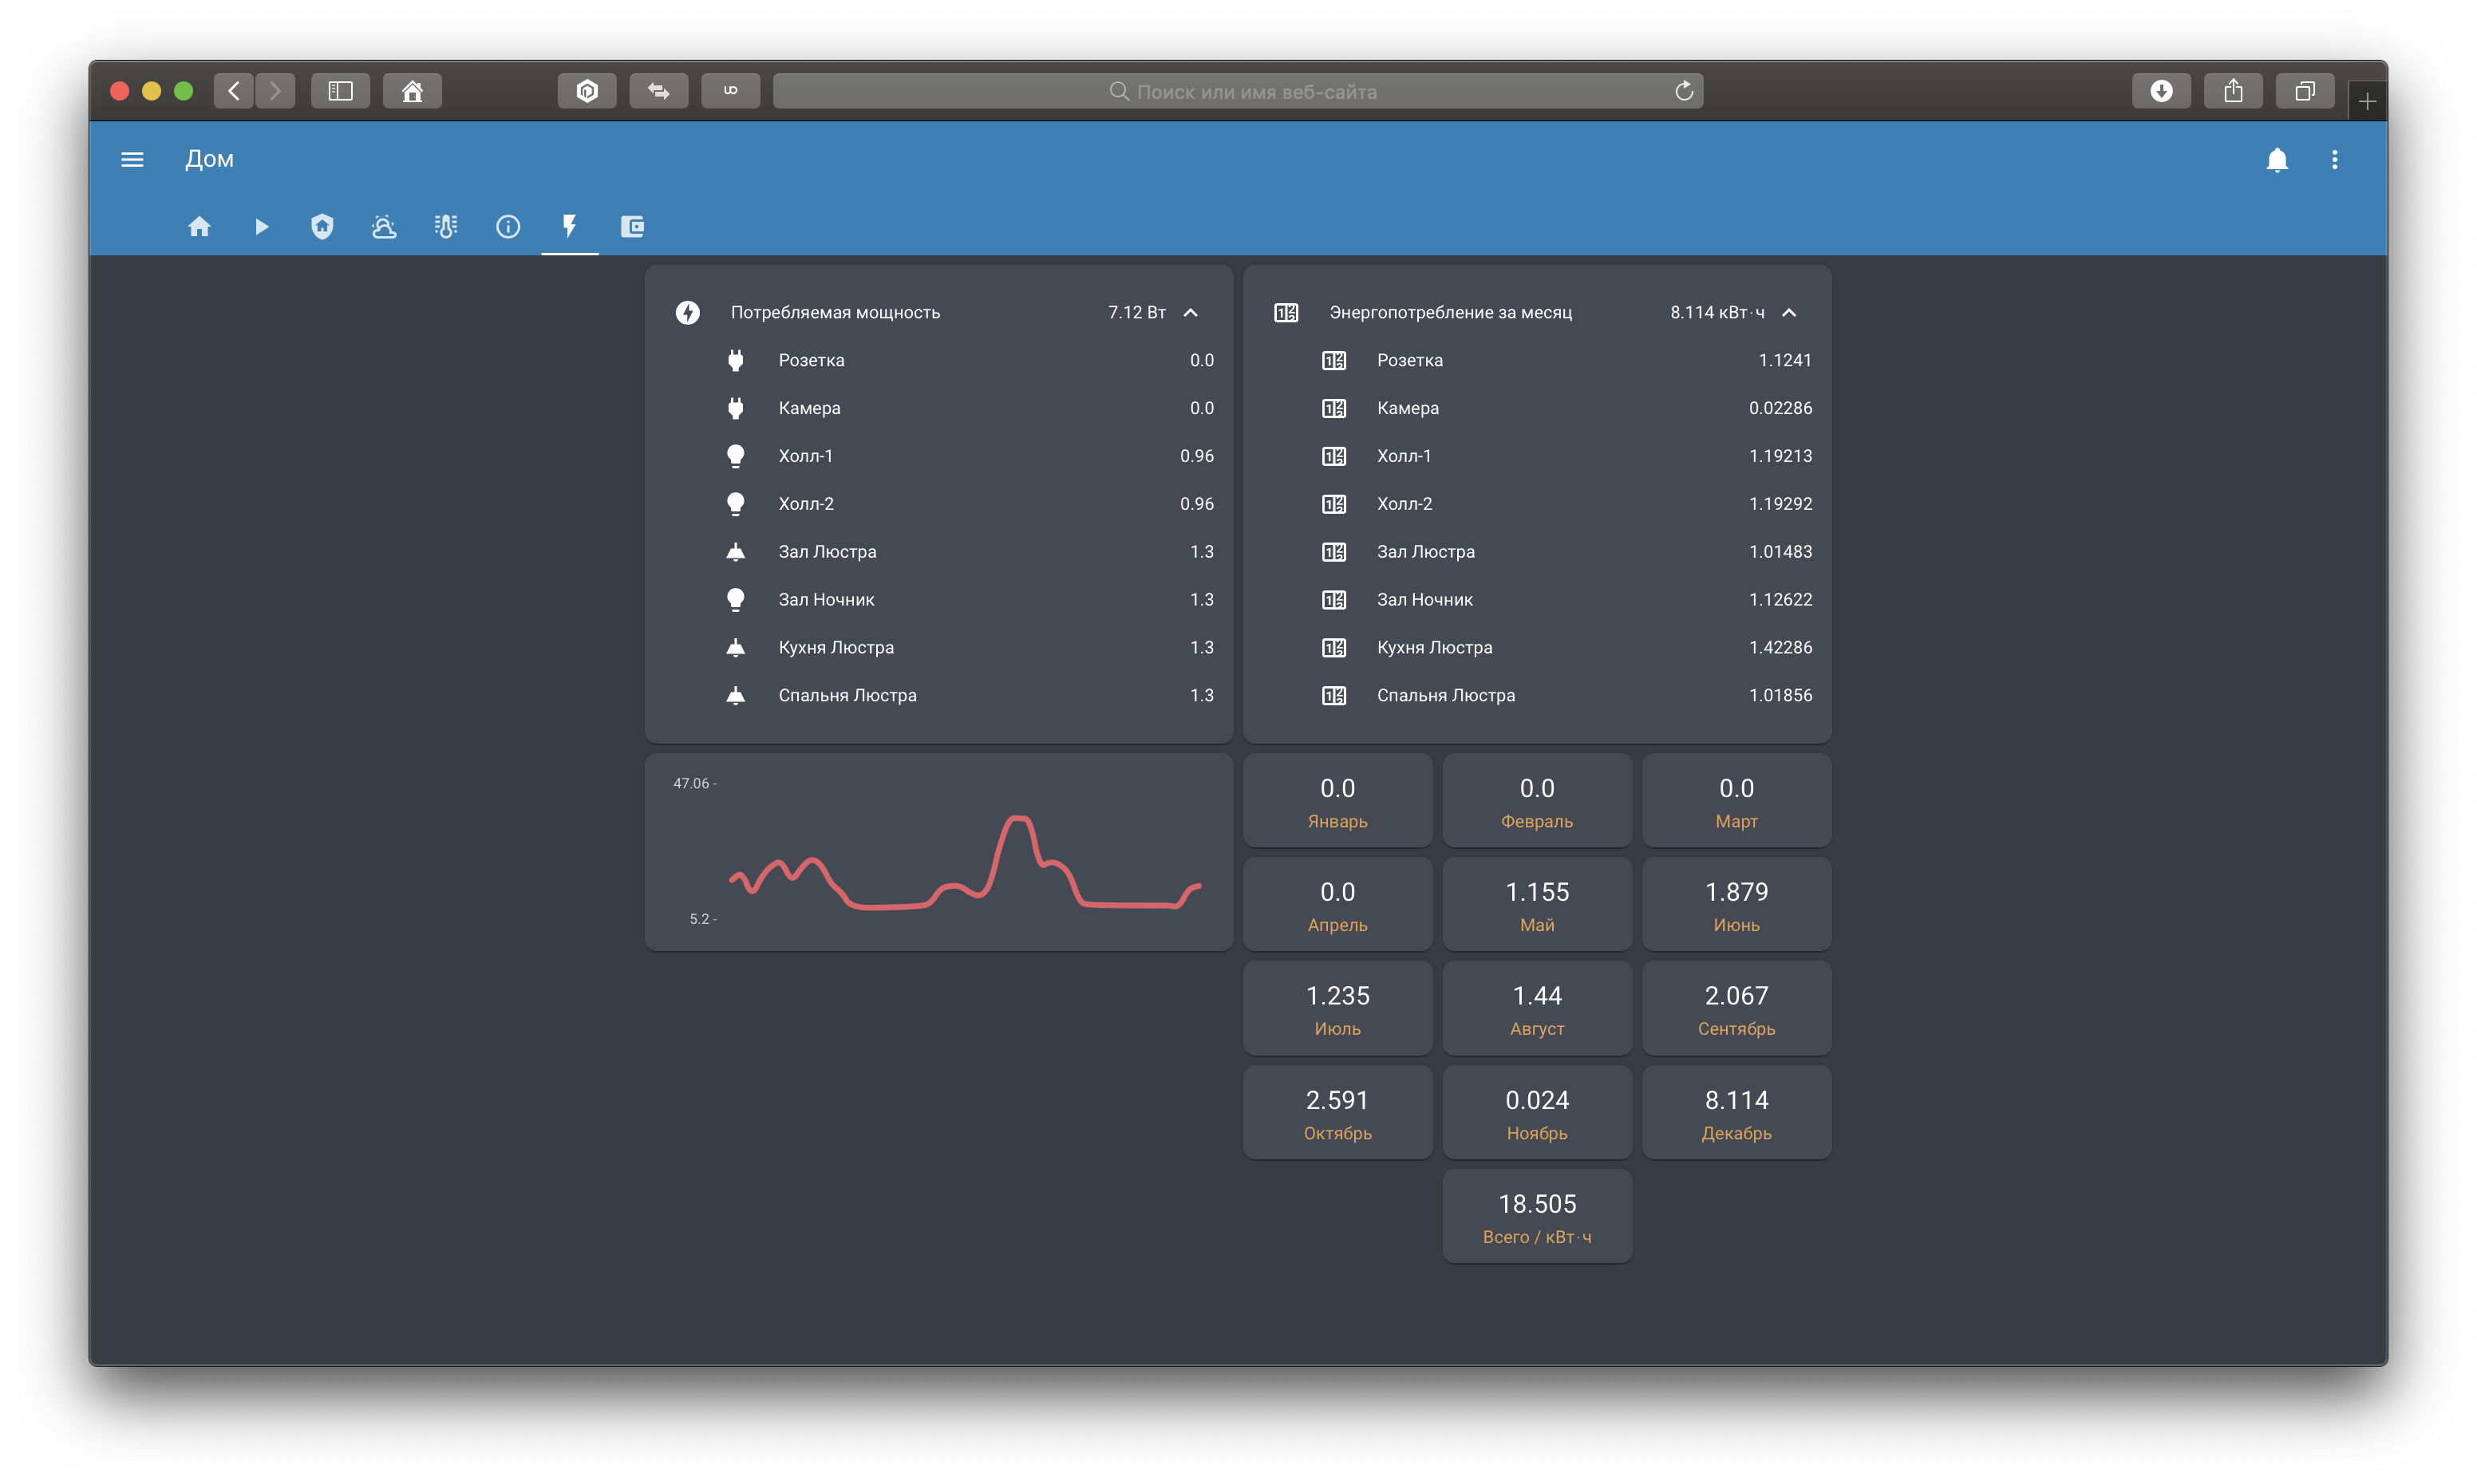 Поиск или имя веб-сайта
Дом
Потребляемая мощность 7.12 Вт
Розетка 0.0
Камера 0.0
Холл-1 0.96
Холл-2 0.96
Зал Люстра 1.3
Зал Ночник 1.3
Кухня Люстра 1.3
Спальня Люстра 1.3
Энергопотребление за месяц 8.114 кВт·ч
Розетка 1.1241
Камера 0.02286
Холл-1 1.19213
Холл-2 1.19292
Зал Люстра 1.01483
Зал Ночник 1.12622
Кухня Люстра 1.42286
Спальня Люстра 1.01856
47.06 -
5.2 -
0.0 0.0 0.0
Январь Февраль Март
0.0 1.155 1.879
Апрель Май Июнь
1.235 1.44 2.067
Июль Август Сентябрь
2.591 0.024 8.114
Октябрь Ноябрь Декабрь
18.505
Всего / кВт·ч